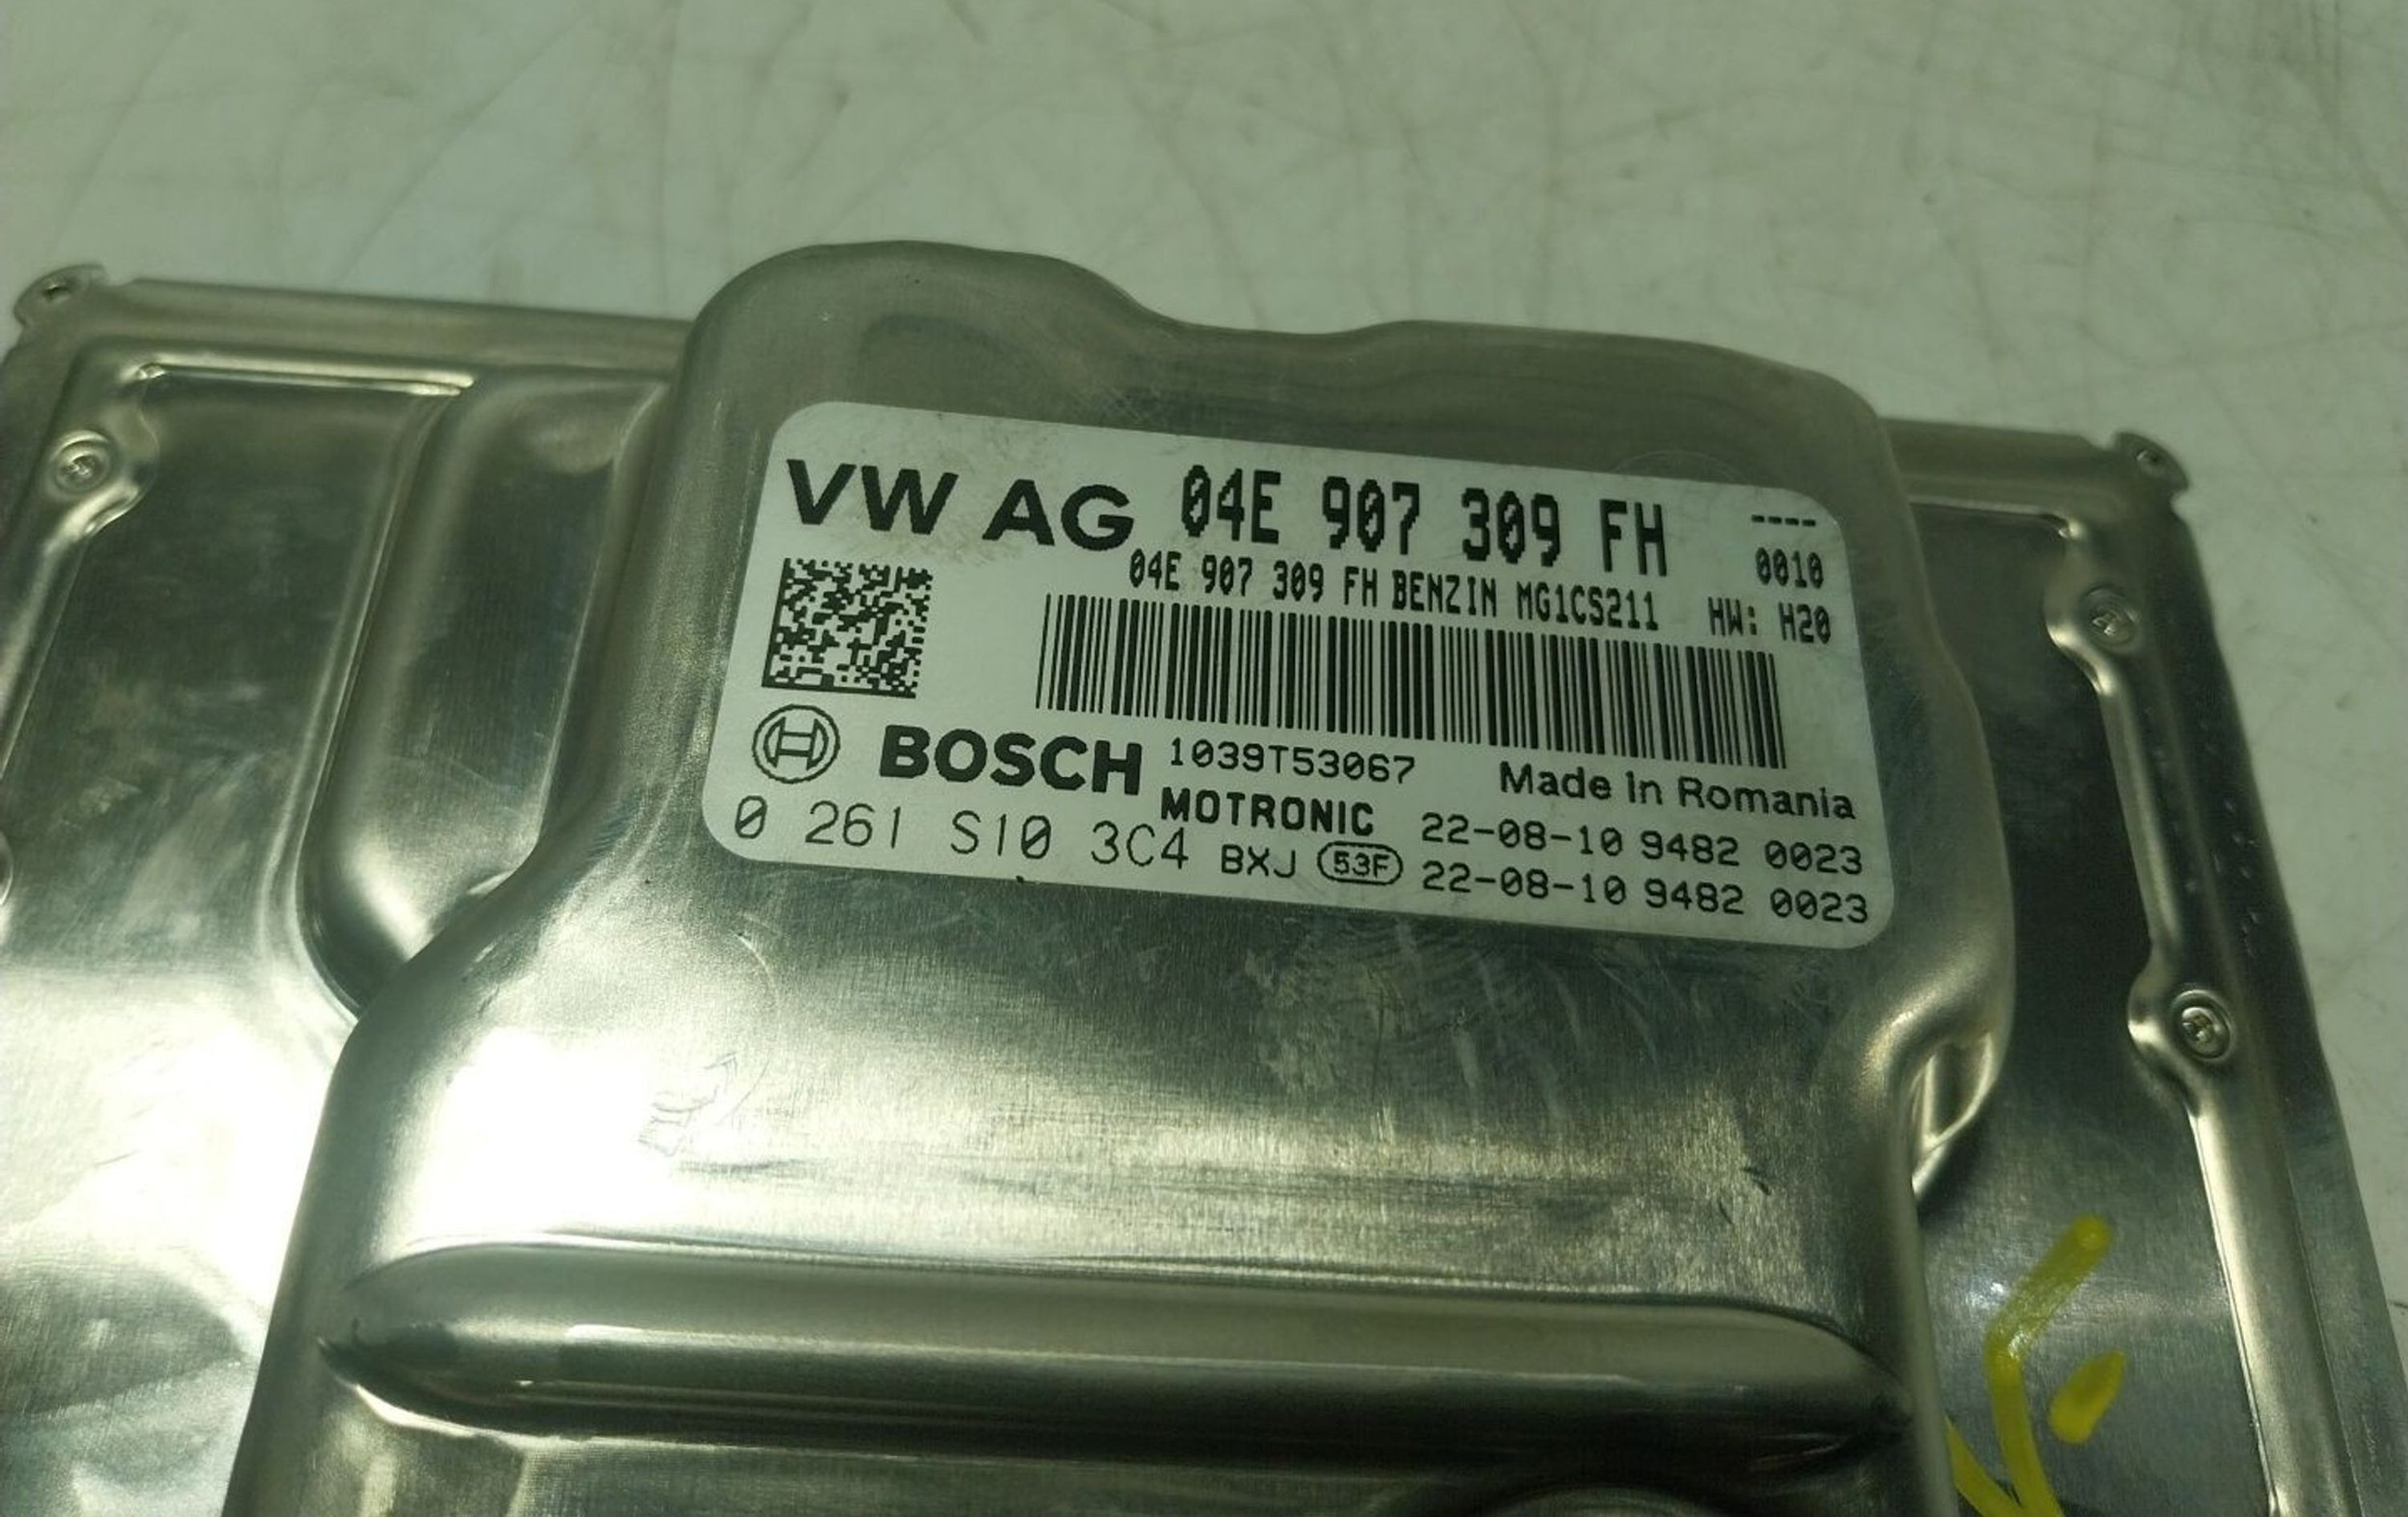 VW AG 04E 907 309 FH ----
04E 907 309 FH BENZIN MG1CS211 0010
HW: H20
BOSCH 1039T53067 Made in Romania
MOTRONIC 22-08-10 9482 0023
0 261 S10 3C4 BXJ 53F 22-08-10 9482 0023